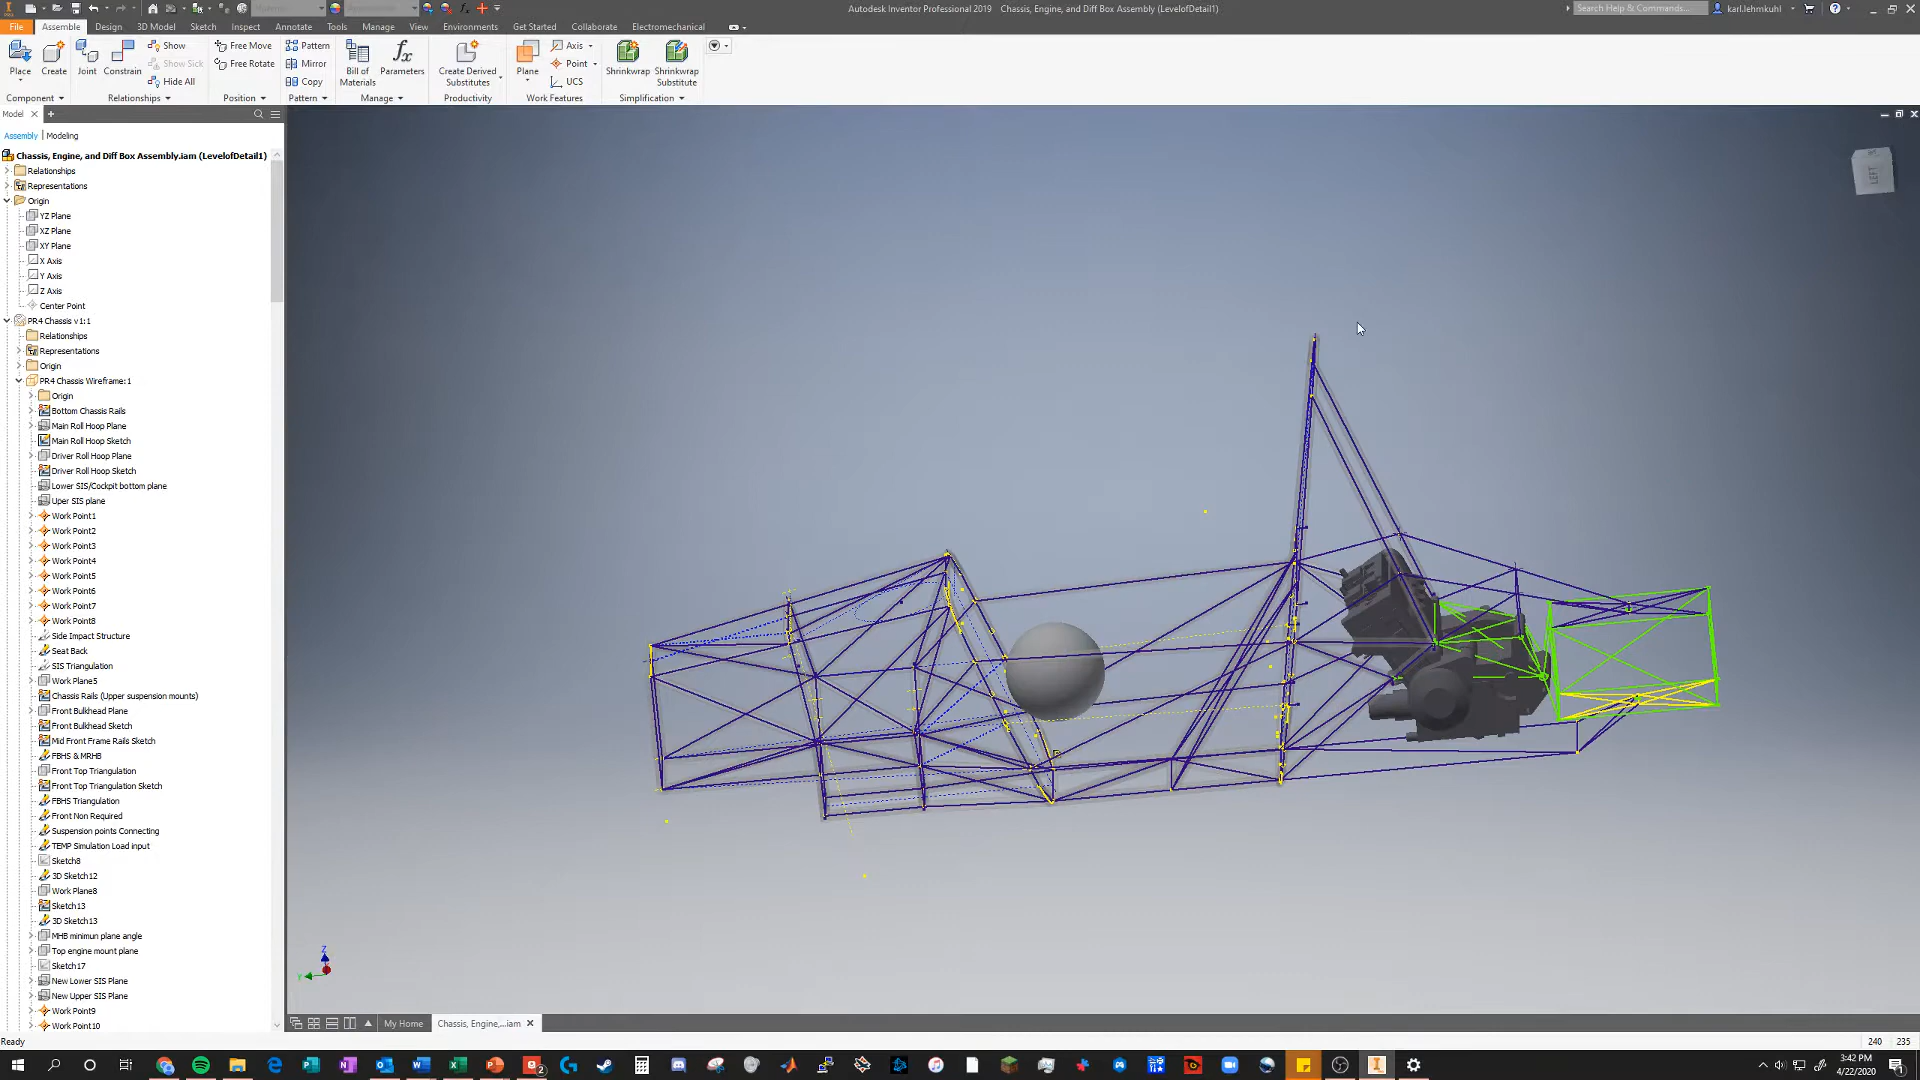 Autodesk Inventor Professional 2019 Chassis, Engine, and Diff Box Assembly (LevelofDetail1)
Search Help & Commands...
karl.lehmkuhl
File Assemble Design 3D Model Sketch Inspect Annotate Tools Manage View Environments Get Started Collaborate Electromechanical
Place
Create
Joint
Constrain
Show
Show Sick
Hide All
Free Move
Free Rotate
Pattern
Mirror
Copy
Bill of Materials
Parameters
Create Derived Substitutes
Plane
Axis
Point
UCS
Shrinkwrap
Shrinkwrap Substitute
Component Relationships Position Pattern Manage Productivity Work Features Simplification
Model
Assembly Modeling
Chassis, Engine, and Diff Box Assembly.iam (LevelofDetail1)
Relationships
Representations
Origin
YZ Plane
XZ Plane
XY Plane
X Axis
Y Axis
Z Axis
Center Point
PR4 Chassis v1:1
Relationships
Representations
Origin
PR4 Chassis Wireframe:1
Origin
Bottom Chassis Rails
Main Roll Hoop Plane
Main Roll Hoop Sketch
Driver Roll Hoop Plane
Driver Roll Hoop Sketch
Lower SIS/Cockpit bottom plane
Uper SIS plane
Work Point1
Work Point2
Work Point3
Work Point4
Work Point5
Work Point6
Work Point7
Work Point8
Side Impact Structure
Seat Back
SIS Triangulation
Work Plane5
Chassis Rails (Upper suspension mounts)
Front Bulkhead Plane
Front Bulkhead Sketch
Mid Front Frame Rails Sketch
FBHS & MRHB
Front Top Triangulation
Front Top Triangulation Sketch
FBHS Triangulation
Front Non Required
Suspension points Connecting
TEMP Simulation Load input
Sketch8
3D Sketch12
Work Plane8
Sketch13
3D Sketch13
MHB minimun plane angle
Top engine mount plane
Sketch17
New Lower SIS Plane
New Upper SIS Plane
Work Point9
Work Point10
LEFT
Z
Y
My Home
Chassis, Engine,...iam
Ready
240 235
3:42 PM
4/22/2020